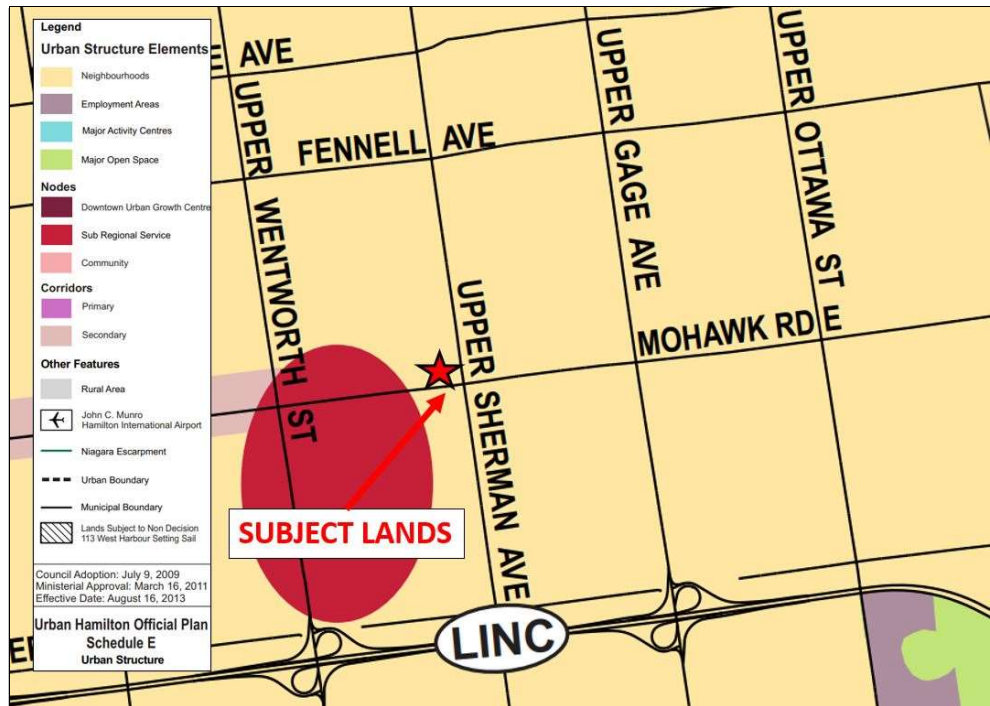 Legend
Urban Structure Elements
Neighbourhoods
Employment Areas
Major Activity Centres
Major Open Space
Nodes
Downtown Urban Growth Centre
Sub Regional Service
Community
Corridors
Primary
Secondary
Other Features
Rural Area
John C. Munro
Hamilton International Airport
Niagara Escarpment
Urban Boundary
Municipal Boundary
Lands Subject to Non Decision
113 West Harbour Setting Sail
Council Adoption: July 9, 2009
Ministerial Approval: March 16, 2011
Effective Date: August 16, 2013
Urban Hamilton Official Plan
Schedule E
Urban Structure
E AVE
FENNELL AVE
UPPER WENTWORTH ST
UPPER SHERMAN AVE
UPPER GAGE AVE
UPPER OTTAWA ST E
MOHAWK RD
SUBJECT LANDS
LINC